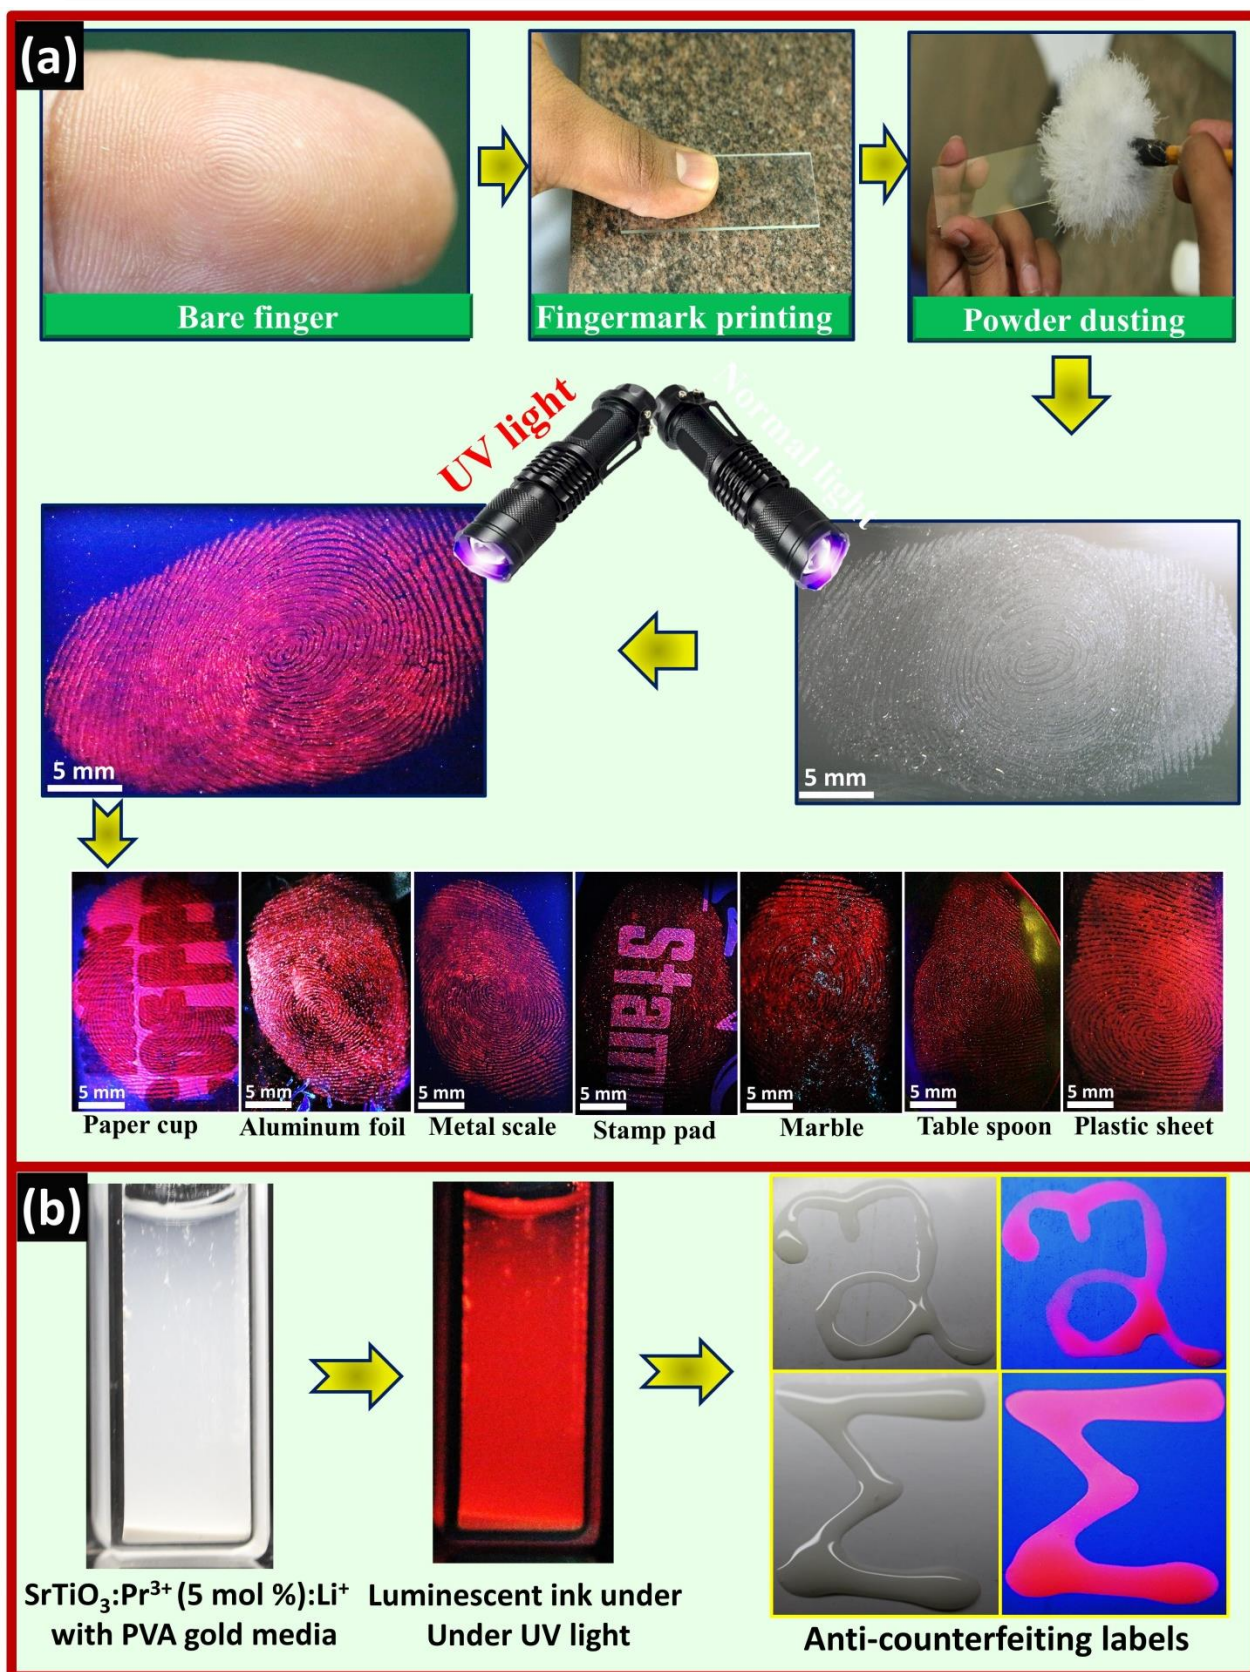 (a)
Bare finger
Fingermark printing
Powder dusting
UV light
Normal light
5 mm
5 mm
COFFEE
Stam
5 mm
5 mm
5 mm
5 mm
5 mm
5 mm
5 mm
Paper cup
Aluminum foil
Metal scale
Stamp pad
Marble
Table spoon
Plastic sheet
(b)
SrTiO₃:Pr³⁺ (5 mol %):Li⁺
with PVA gold media
Luminescent ink under
Under UV light
Σ
Anti-counterfeiting labels